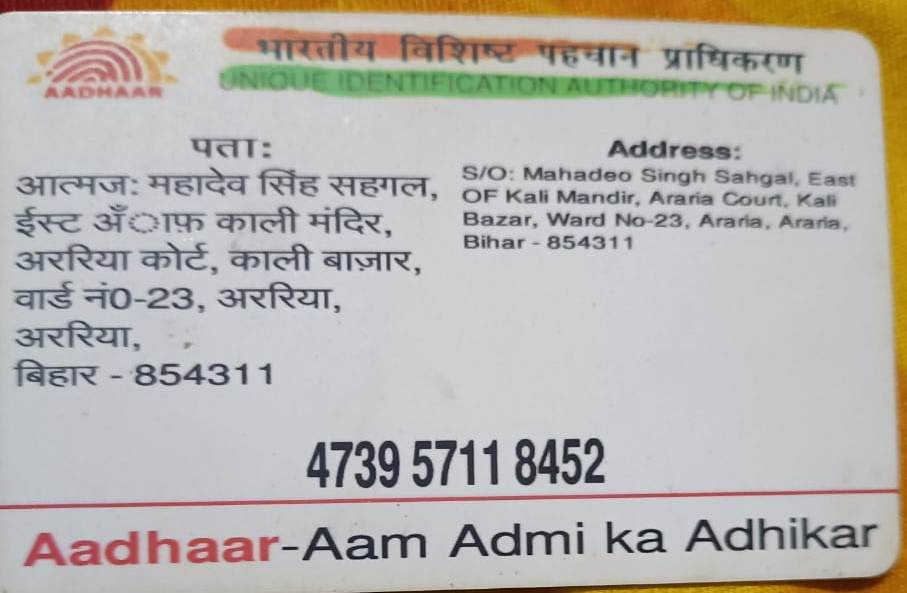 AADHAAR
भारतीय विशिष्ट पहचान प्राधिकरण
UNIQUE IDENTIFICATION AUTHORITY OF INDIA
पता:
आत्मज: महादेव सिंह सहगल,
ईस्ट अँाफ़ काली मंदिर,
अररिया कोर्ट, काली बाज़ार,
वार्ड नं0-23, अररिया,
अररिया,
बिहार - 854311
Address:
S/O: Mahadeo Singh Sahgal, East
OF Kali Mandir, Araria Court, Kali
Bazar, Ward No-23, Araria, Araria,
Bihar - 854311
4739 5711 8452
Aadhaar-Aam Admi ka Adhikar